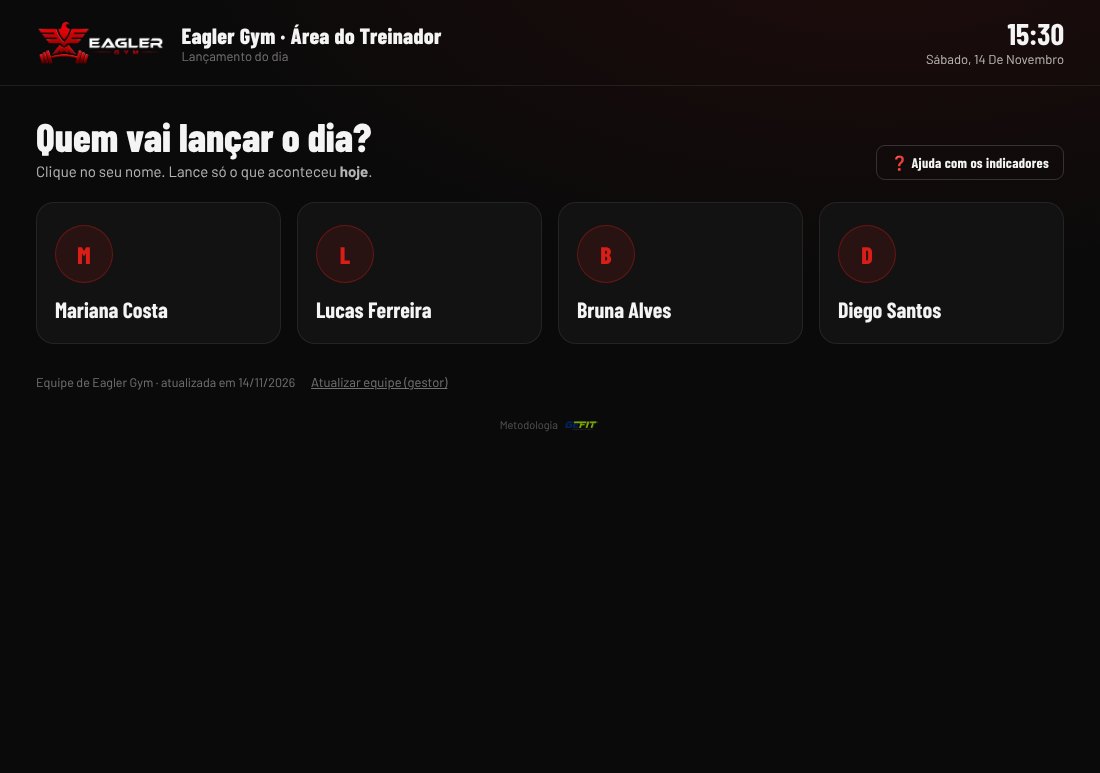 EAGLER
GYM
Eagler Gym · Área do Treinador
Lançamento do dia
15:30
Sábado, 14 De Novembro
Quem vai lançar o dia?
Clique no seu nome. Lance só o que aconteceu hoje.
❓ Ajuda com os indicadores
M
Mariana Costa
L
Lucas Ferreira
B
Bruna Alves
D
Diego Santos
Equipe de Eagler Gym · atualizada em 14/11/2026
Atualizar equipe (gestor)
Metodologia
FIT